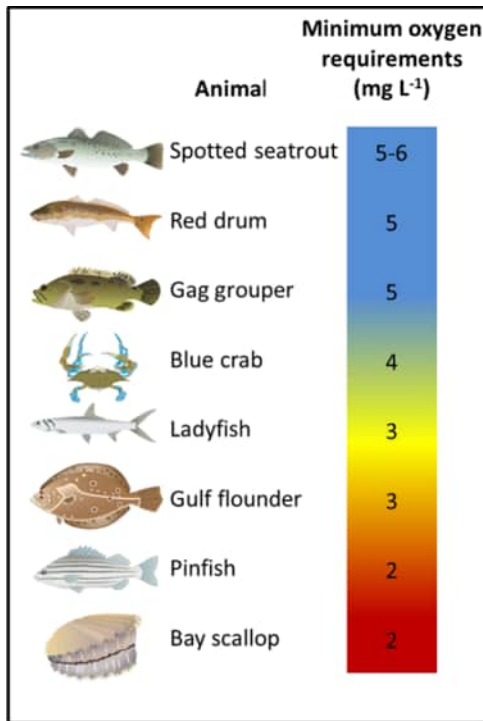 Minimum oxygen
requirements
Animal (mg L-1)
Spotted seatrout 5-6
Red drum 5
Gag grouper 5
Blue crab 4
Ladyfish 3
Gulf flounder 3
Pinfish 2
Bay scallop 2